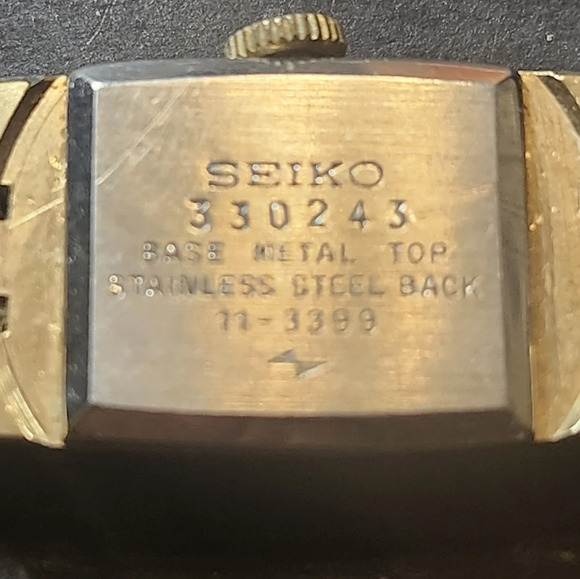 SEIKO
330243
BASE METAL TOP
STAINLESS STEEL BACK
11-3399